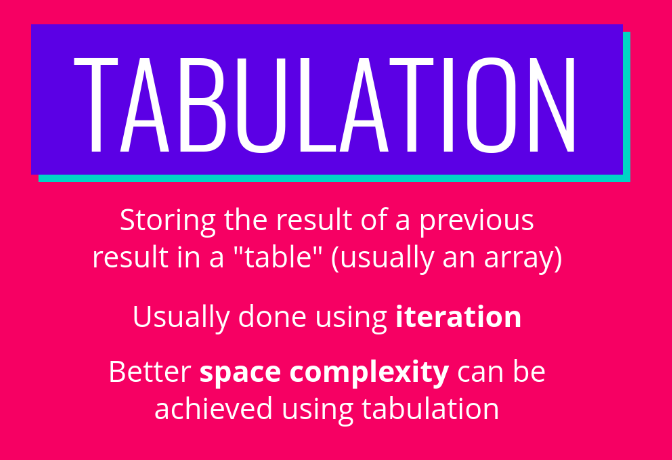 TABULATION
Storing the result of a previous
result in a "table" (usually an array)
Usually done using iteration
Better space complexity can be
achieved using tabulation